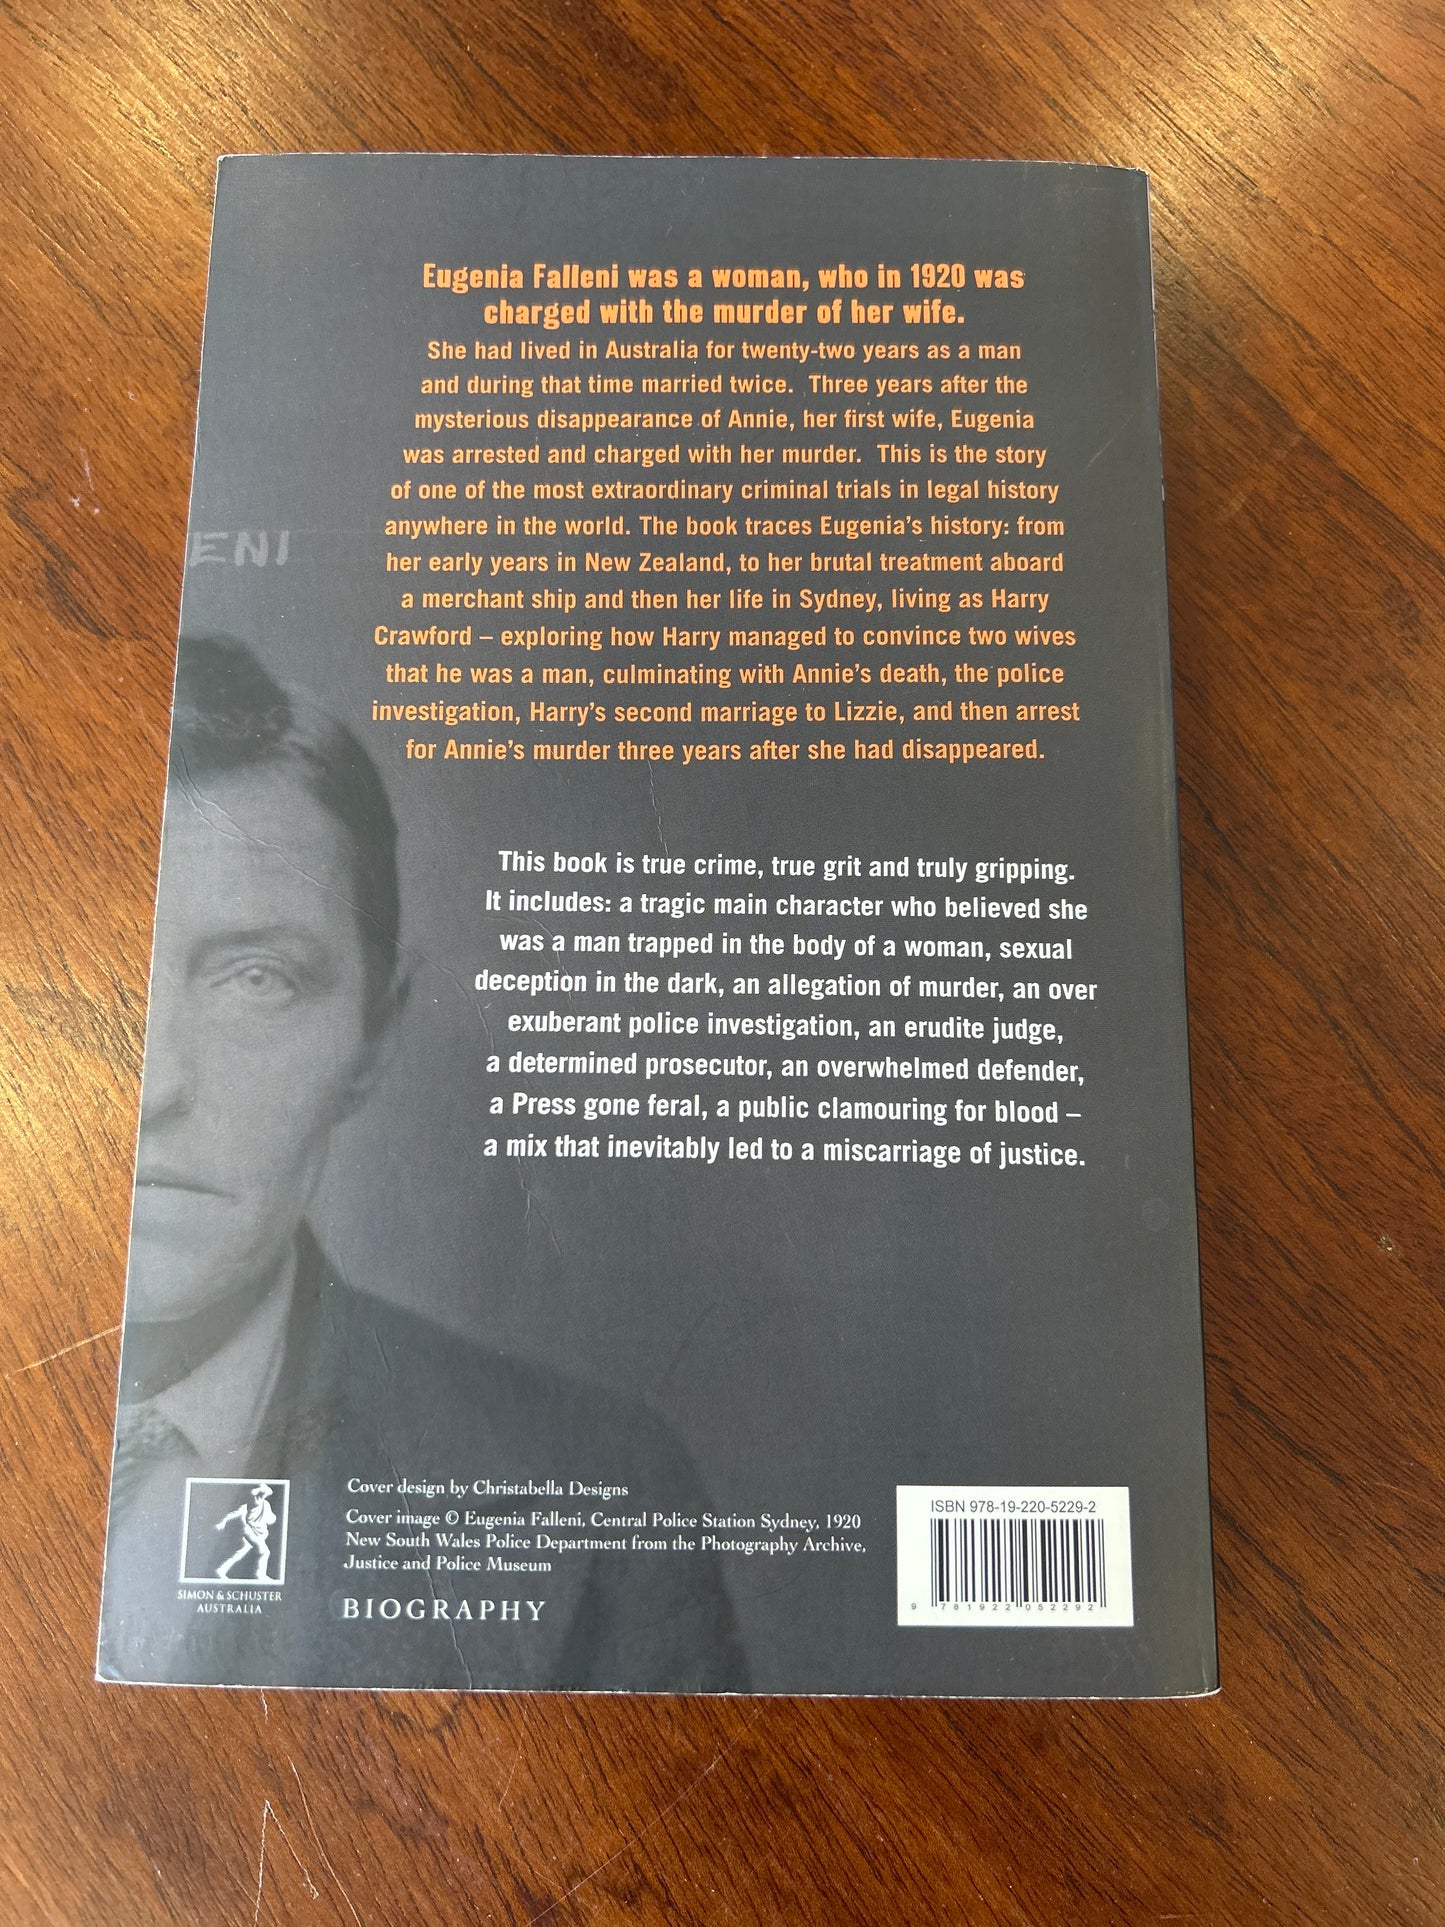 Eugenia Falleni was a woman, who in 1920 was
charged with the murder of her wife.
She had lived in Australia for twenty-two years as a man
and during that time married twice. Three years after the
mysterious disappearance of Annie, her first wife, Eugenia
was arrested and charged with her murder. This is the story
of one of the most extraordinary criminal trials in legal history
anywhere in the world. The book traces Eugenia's history: from
her early years in New Zealand, to her brutal treatment aboard
a merchant ship and then her life in Sydney, living as Harry
Crawford – exploring how Harry managed to convince two wives
that he was a man, culminating with Annie's death, the police
investigation, Harry's second marriage to Lizzie, and then arrest
for Annie's murder three years after she had disappeared.
ENI
This book is true crime, true grit and truly gripping.
It includes: a tragic main character who believed she
was a man trapped in the body of a woman, sexual
deception in the dark, an allegation of murder, an over
exuberant police investigation, an erudite judge,
a determined prosecutor, an overwhelmed defender,
a Press gone feral, a public clamouring for blood –
a mix that inevitably led to a miscarriage of justice.
SIMON & SCHUSTER
AUSTRALIA
Cover design by Christabella Designs
Cover image © Eugenia Falleni, Central Police Station Sydney, 1920
New South Wales Police Department from the Photography Archive,
Justice and Police Museum
BIOGRAPHY
ISBN 978-19-220-5229-2
9 781922 052292